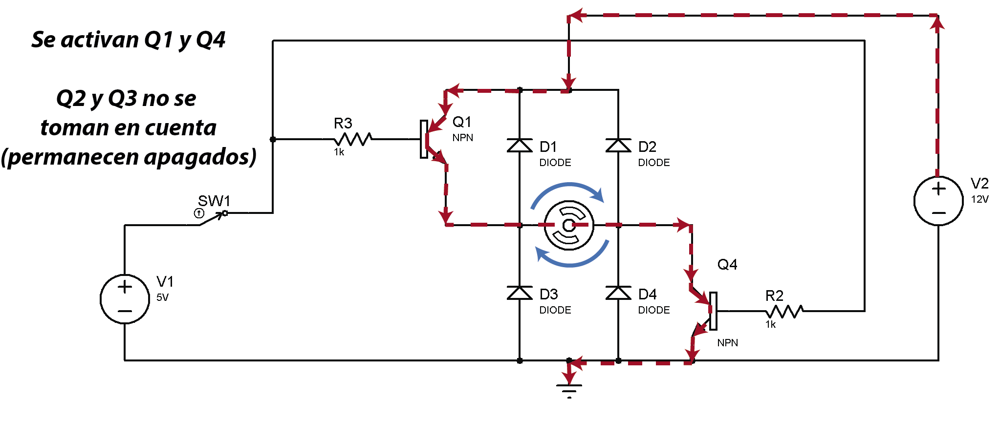 Se activan Q1 y Q4
Q2 y Q3 no se
toman en cuenta
(permanecen apagados)
R3
1k
Q1
NPN
D1
DIODE
D2
DIODE
SW1
V2
12V
V1
5V
Q4
NPN
D3
DIODE
D4
DIODE
R2
1k